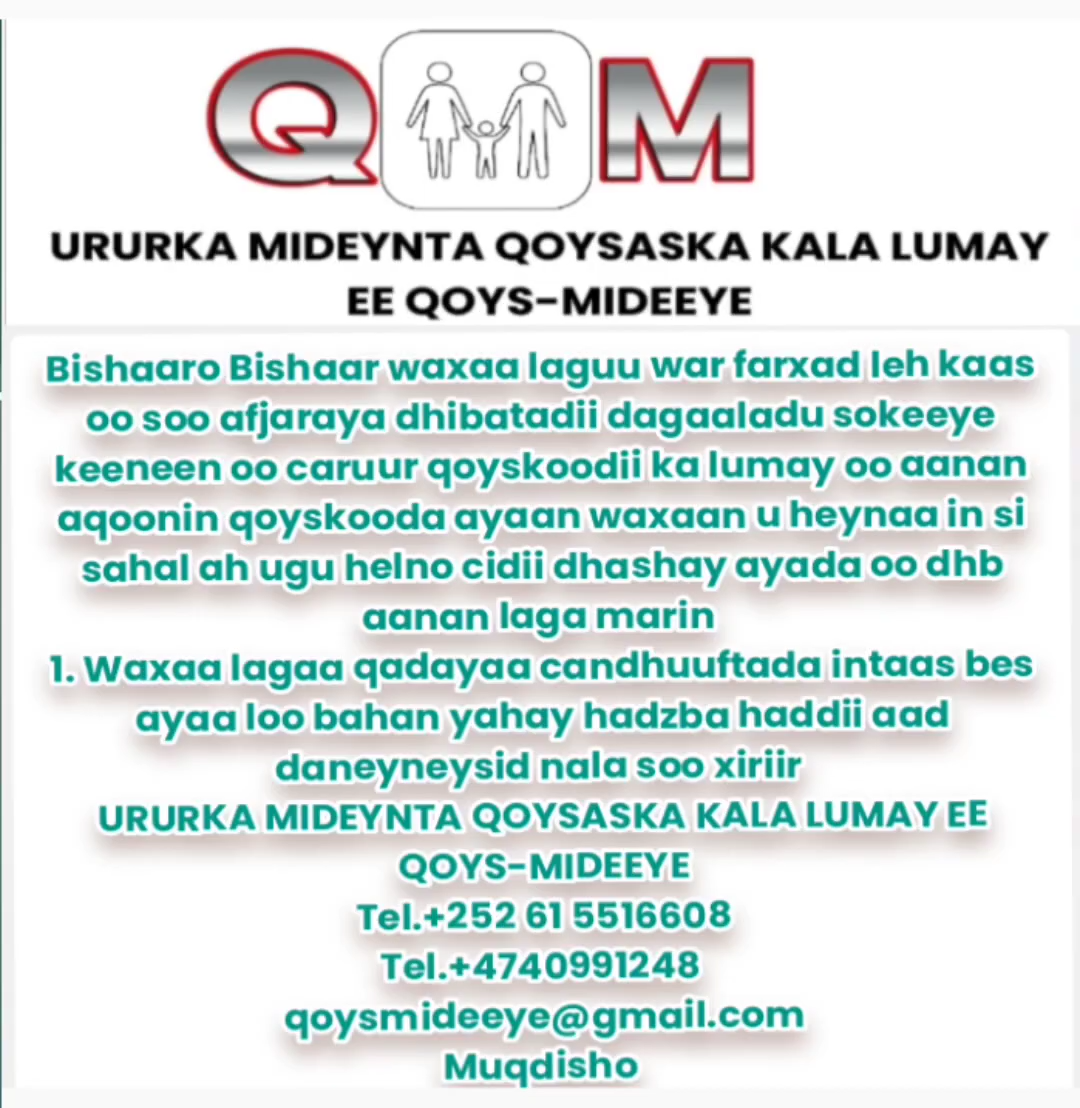 QM
URURKA MIDEYNTA QOYSASKA KALA LUMAY
EE QOYS-MIDEEYE
Bishaaro Bishaar waxaa laguu war farxad leh kaas
oo soo afjaraya dhibatadii dagaaladu sokeeye
keeneen oo caruur qoyskoodii ka lumay oo aanan
aqoonin qoyskooda ayaan waxaan u heynaa in si
sahal ah ugu helno cidii dhashay ayada oo dhb
aanan laga marin
1. Waxaa lagaa qadayaa candhuuftada intaas bes
ayaa loo bahan yahay hadzba haddii aad
daneyneysid nala soo xiriir
URURKA MIDEYNTA QOYSASKA KALA LUMAY EE
QOYS-MIDEEYE
Tel.+252 61 5516608
Tel.+4740991248
qoysmideeye@gmail.com
Muqdisho